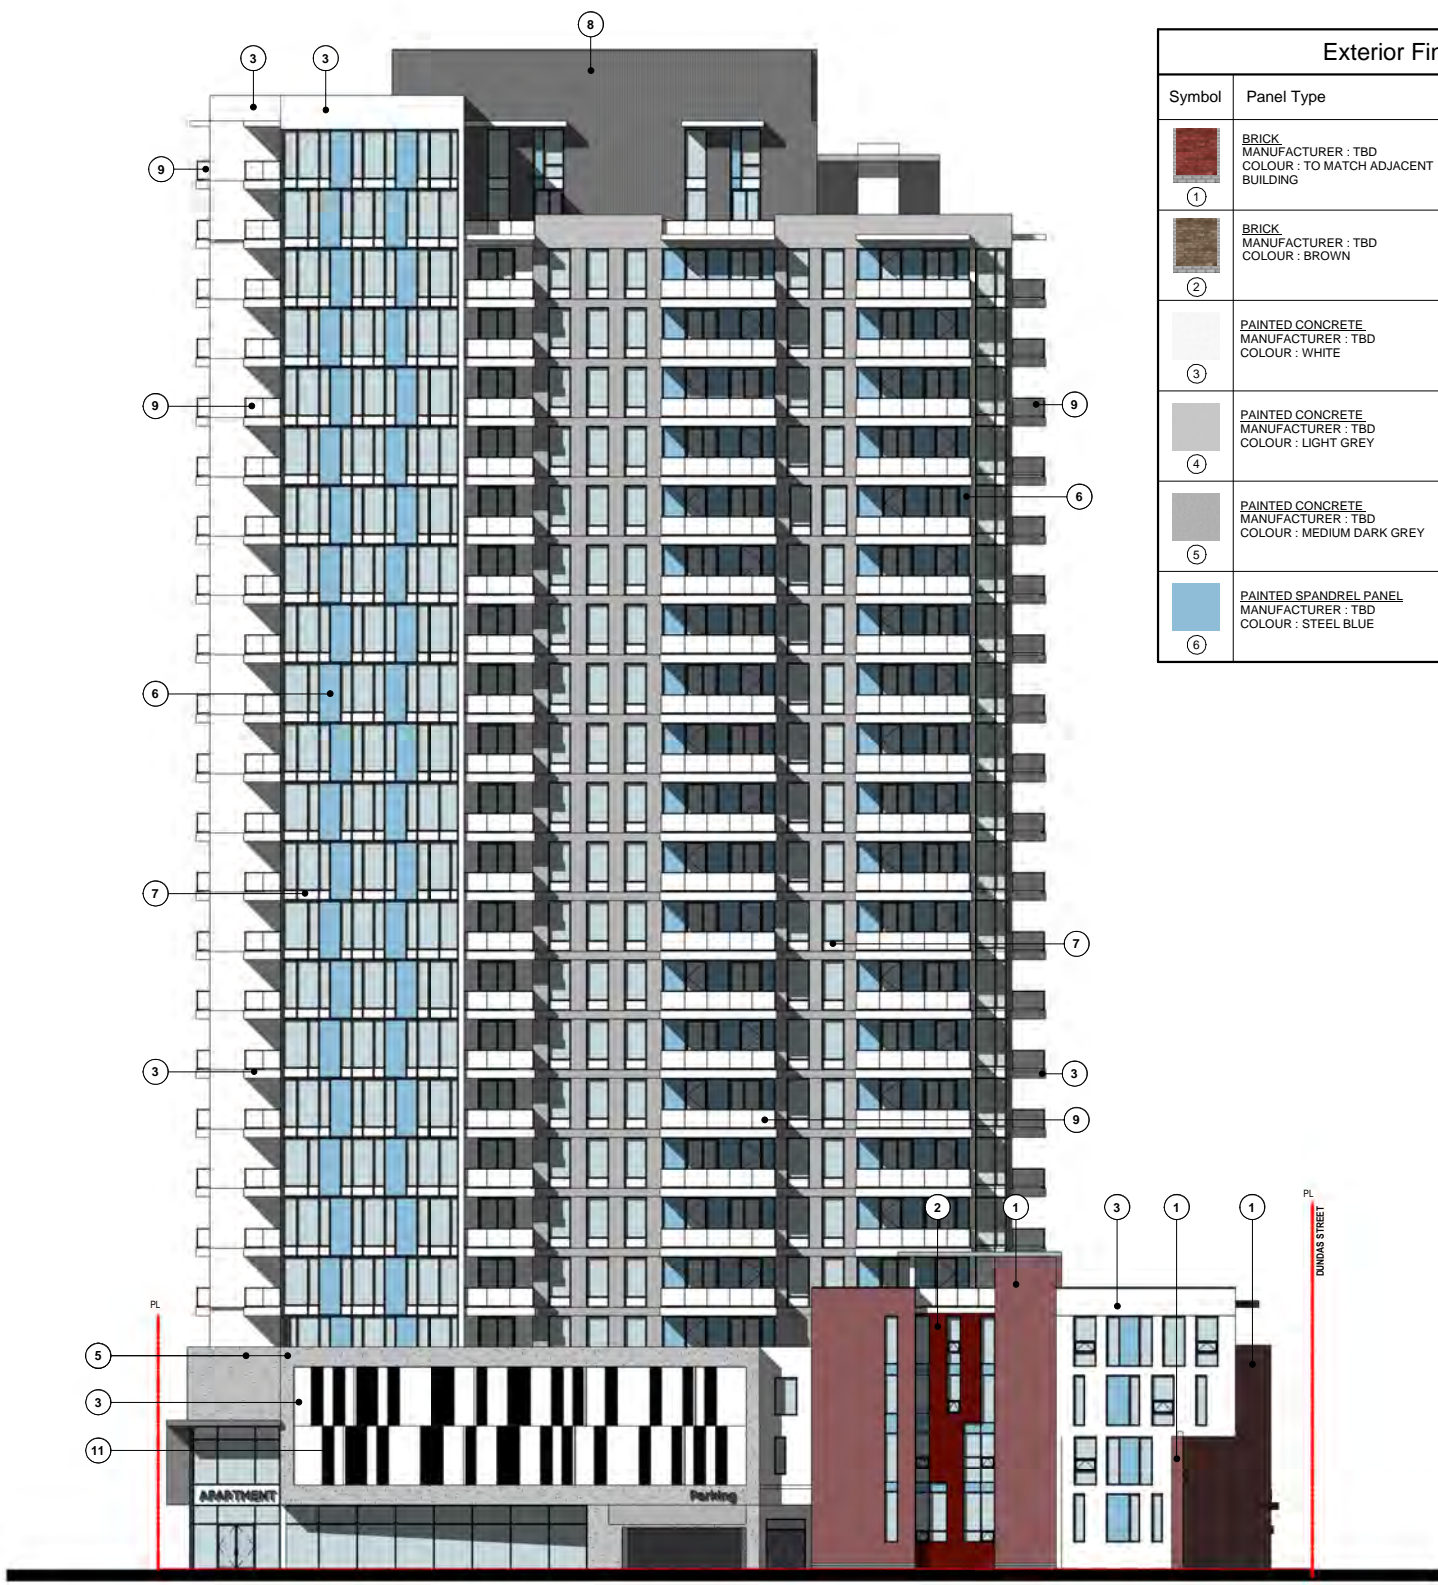 8
3
3
9
9
9
6
6
7
7
3
3
9
2
1
3
1
1
PL
DUNDAS STREET
PL
5
3
11
APARTMENT
Parking
Exterior Fin
Symbol
Panel Type
BRICK
MANUFACTURER : TBD
COLOUR : TO MATCH ADJACENT
BUILDING
1
BRICK
MANUFACTURER : TBD
COLOUR : BROWN
2
PAINTED CONCRETE
MANUFACTURER : TBD
COLOUR : WHITE
3
PAINTED CONCRETE
MANUFACTURER : TBD
COLOUR : LIGHT GREY
4
PAINTED CONCRETE
MANUFACTURER : TBD
COLOUR : MEDIUM DARK GREY
5
PAINTED SPANDREL PANEL
MANUFACTURER : TBD
COLOUR : STEEL BLUE
6